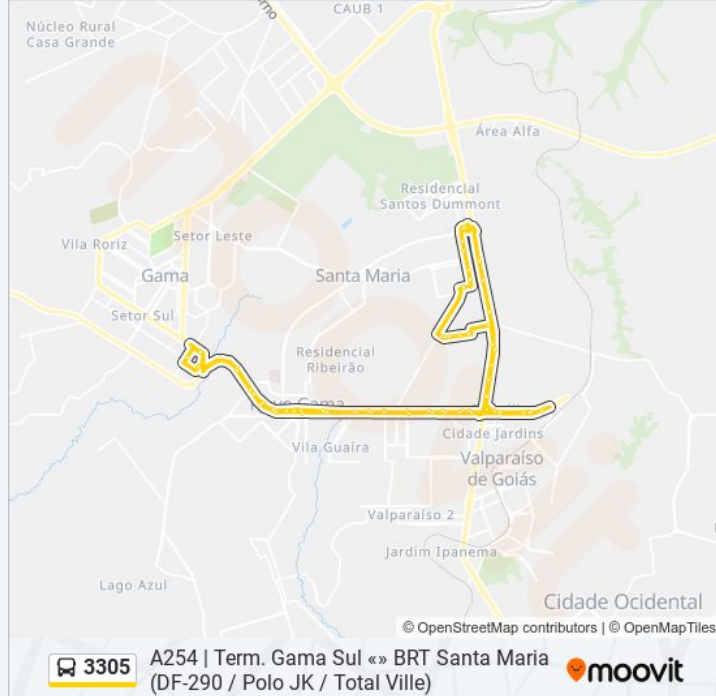 CAUB 1
Núcleo Rural
Casa Grande
Área Alfa
Residencial
Santos Dummont
Vila Roriz
Setor Leste
Gama
Santa Maria
Setor Sul
Residencial
Ribeirão
Cidade Jardins
Vila Guaíra
Valparaíso
de Goiás
Valparaíso 2
Jardim Ipanema
Lago Azul
Cidade Ocidental
© OpenStreetMap contributors | © OpenMapTiles
3305
A254 | Term. Gama Sul «» BRT Santa Maria
(DF-290 / Polo JK / Total Ville)
moovit